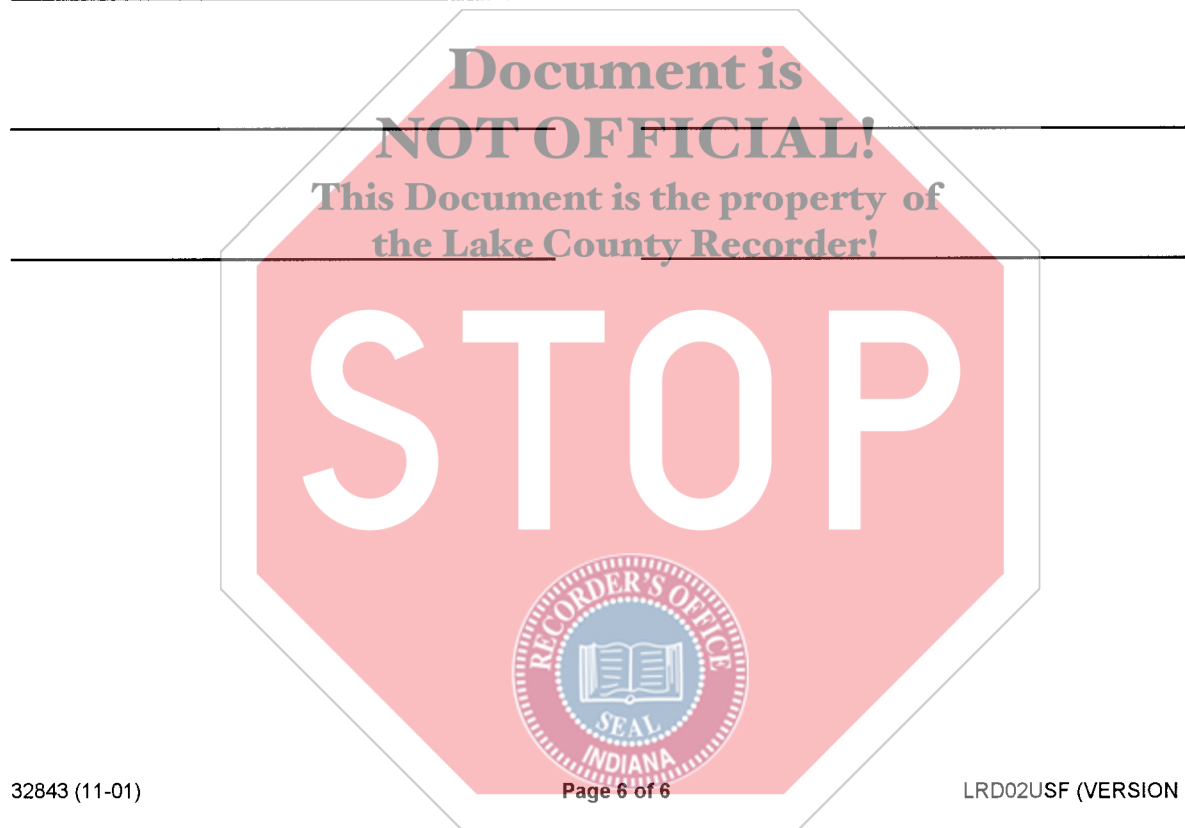 Document is
NOT OFFICIAL!
This Document is the property of
the Lake County Recorder!
STOP
RECORDER'S OFFICE
SEAL
INDIANA
32843 (11-01)
Page 6 of 6
LRD02USF (VERSION